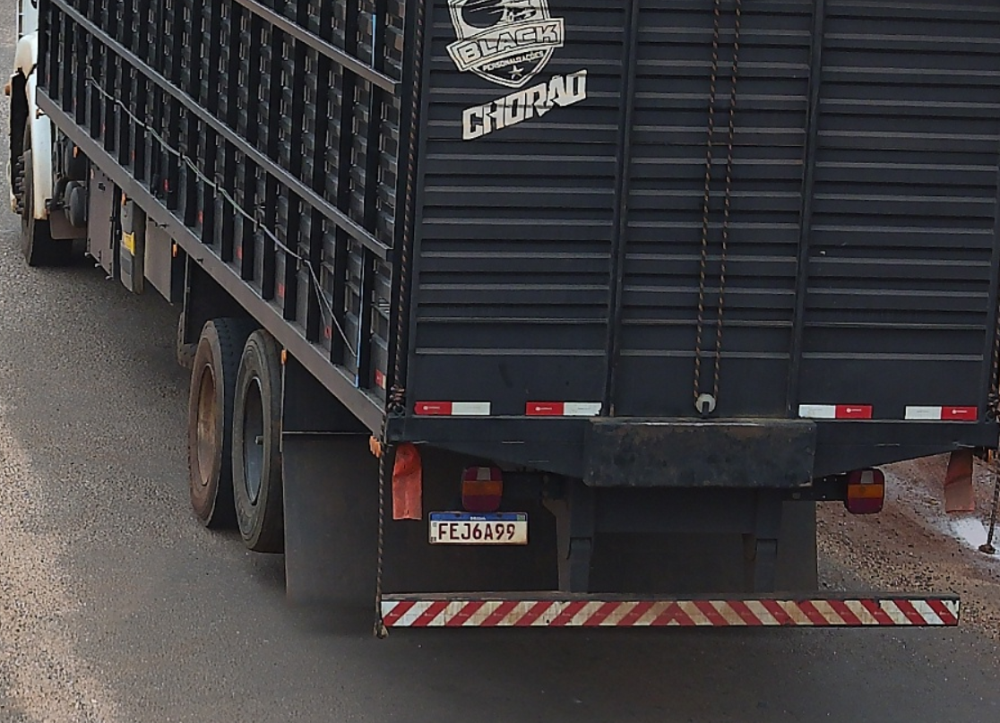 BLACK
PERSONALIZAÇÕES
CHORÃO
BRASIL
FEJ6A99